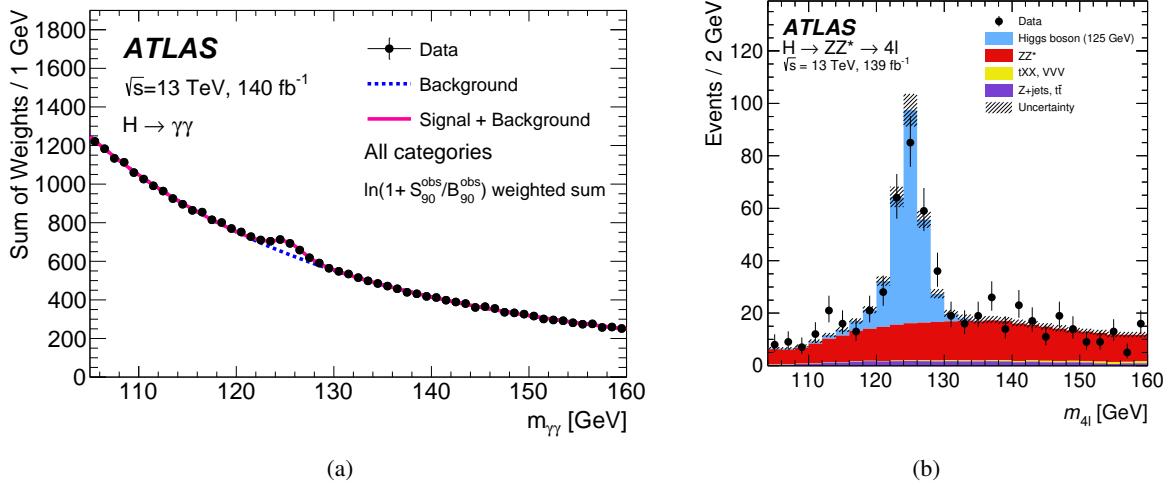 ATLAS
√s=13 TeV, 140 fb⁻¹
H → γγ
Data
Background
Signal + Background
All categories
ln(1+ S₉₀ᵒᵇˢ/B₉₀ᵒᵇˢ) weighted sum
Sum of Weights / 1 GeV
1800
1600
1400
1200
1000
800
600
400
200
0
110 120 130 140 150 160
m_γγ [GeV]
(a)
ATLAS
H → ZZ* → 4l
√s = 13 TeV, 139 fb⁻¹
Data
Higgs boson (125 GeV)
ZZ*
tXX, VVV
Z+jets, tt̄
Uncertainty
Events / 2 GeV
120
100
80
60
40
20
0
110 120 130 140 150 160
m_4l [GeV]
(b)